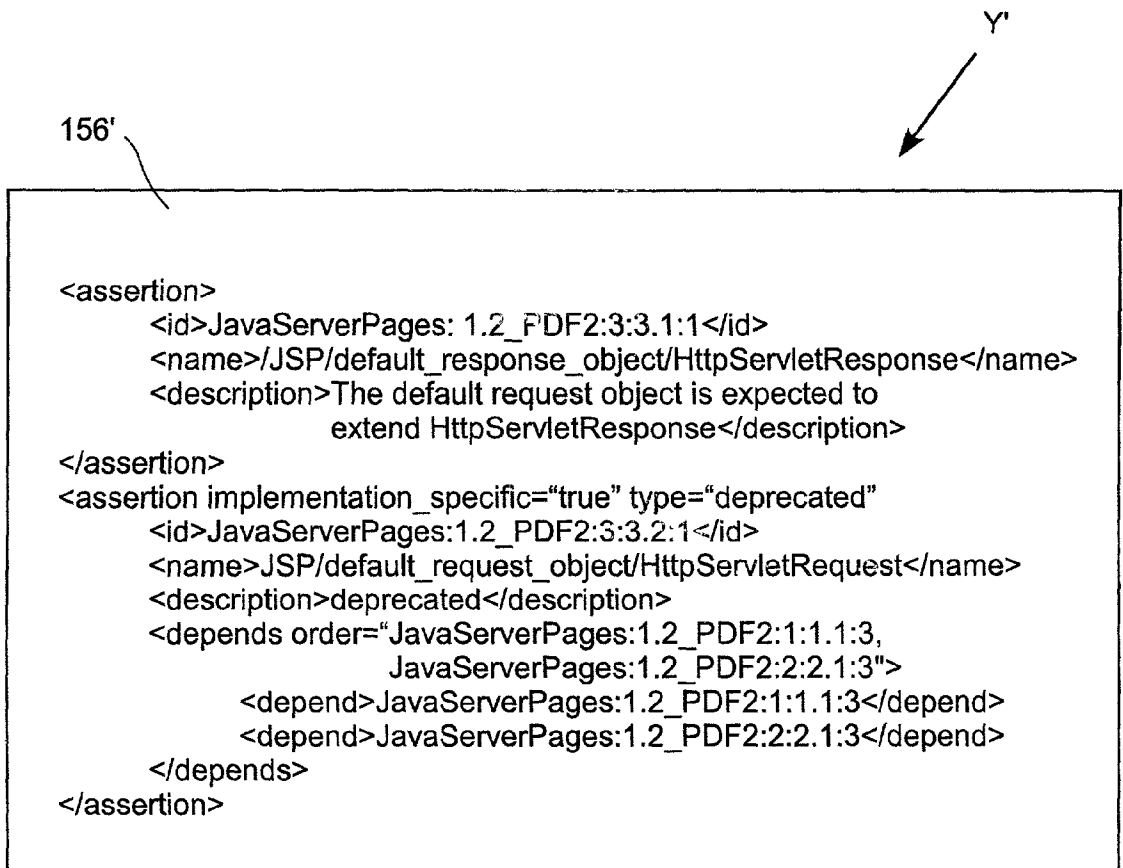 Y'
156'
<assertion>
<id>JavaServerPages: 1.2_PDF2:3:3.1:1</id>
<name>/JSP/default_response_object/HttpServletResponse</name>
<description>The default request object is expected to
extend HttpServletResponse</description>
</assertion>
<assertion implementation_specific=“true” type=“deprecated”
<id>JavaServerPages:1.2_PDF2:3:3.2:1</id>
<name>JSP/default_request_object/HttpServletRequest</name>
<description>deprecated</description>
<depends order=“JavaServerPages:1.2_PDF2:1:1.1:3,
JavaServerPages:1.2_PDF2:2:2.1:3">
<depend>JavaServerPages:1.2_PDF2:1:1.1:3</depend>
<depend>JavaServerPages:1.2_PDF2:2:2.1:3</depend>
</depends>
</assertion>